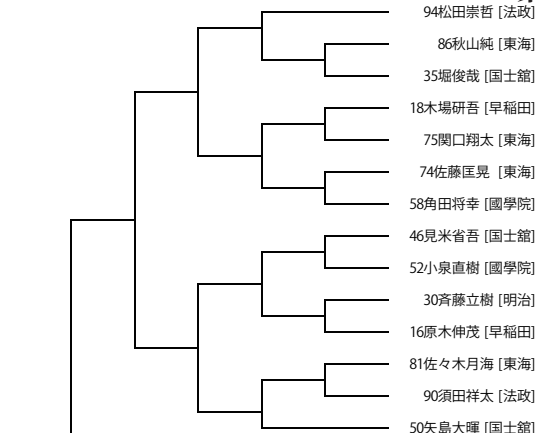 94松田崇哲 [法政]
86秋山純 [東海]
35堀俊哉 [国士舘]
18木場研吾 [早稲田]
75関口翔太 [東海]
74佐藤匡晃 [東海]
58角田将幸 [國學院]
46見米省吾 [国士舘]
52小泉直樹 [國學院]
30斉藤立樹 [明治]
16原木伸茂 [早稲田]
81佐々木月海 [東海]
90須田祥太 [法政]
50矢島大暉 [国士舘]